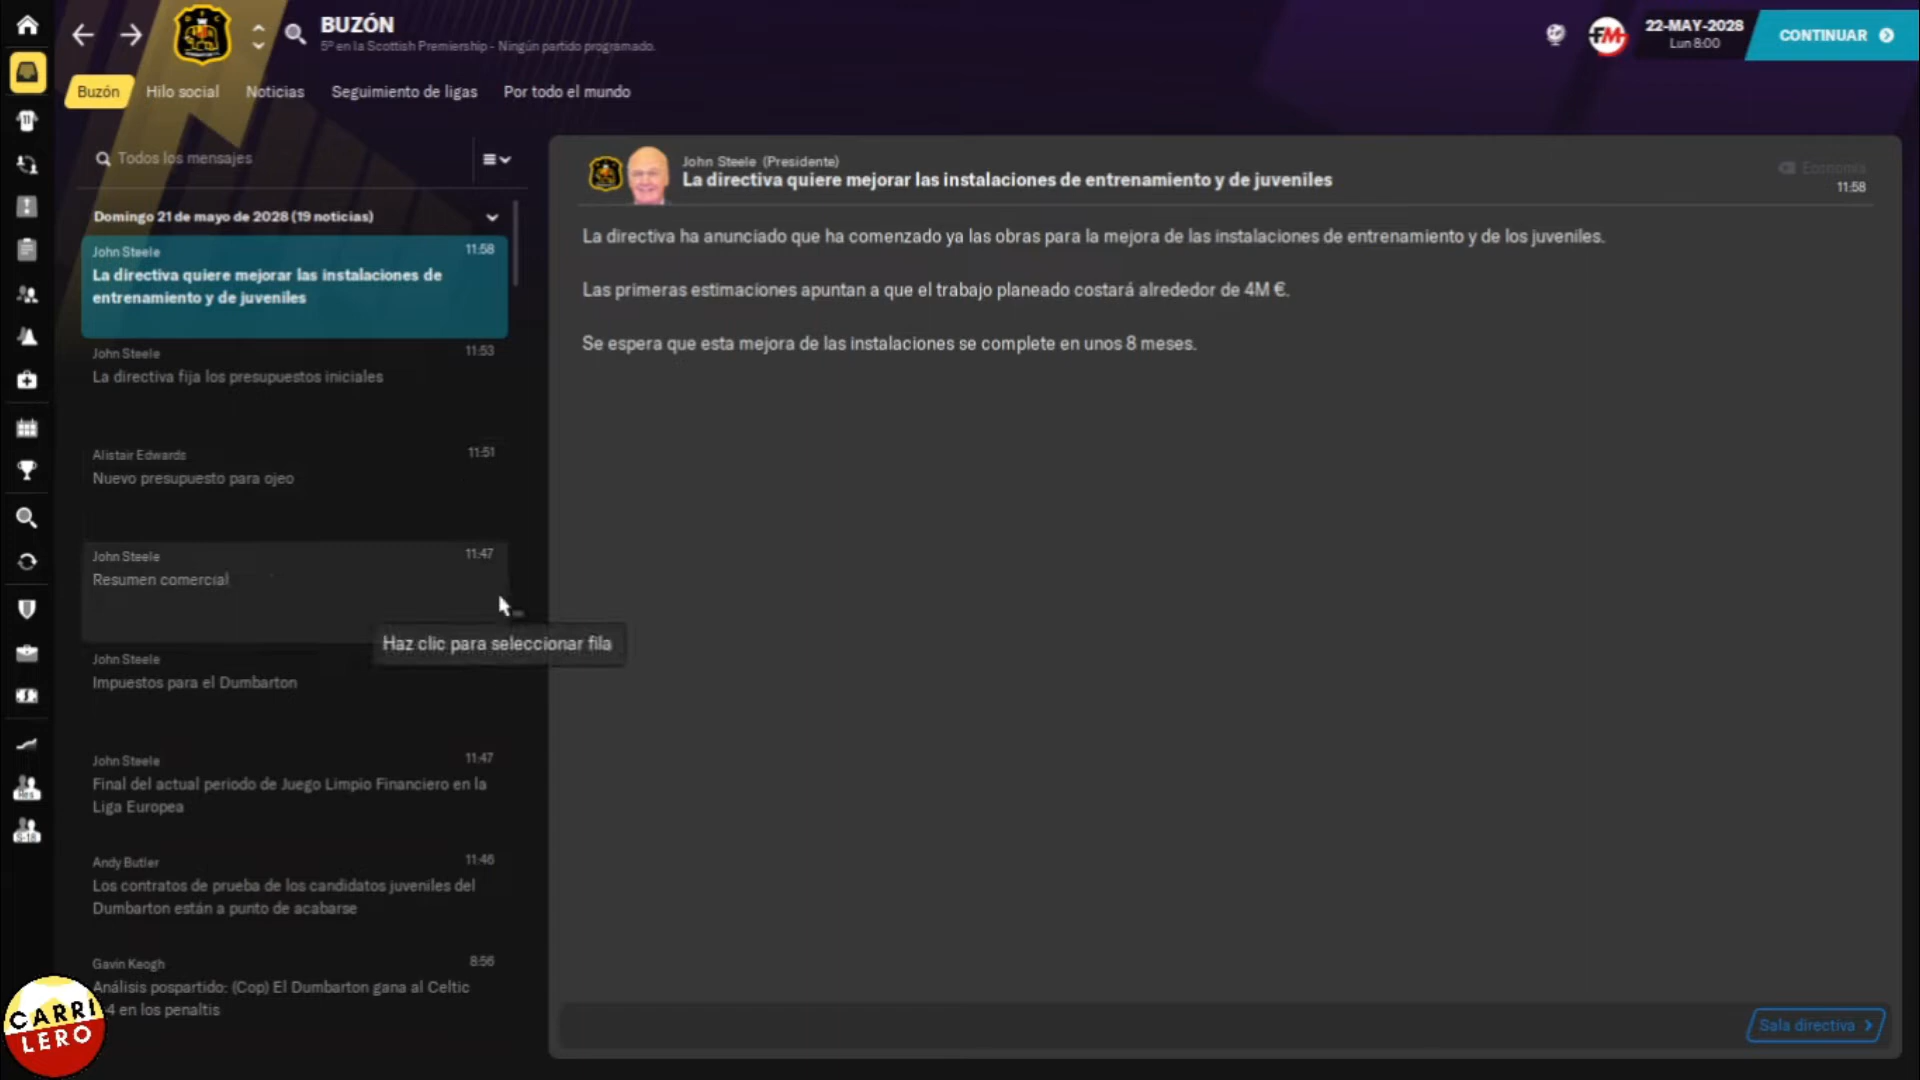 BUZÓN
5º en la Scottish Premiership - Ningún partido programado.
FM
22-MAY-2028
Lun 8:00
CONTINUAR
Buzón
Hilo social
Noticias
Seguimiento de ligas
Por todo el mundo
Todos los mensajes
Domingo 21 de mayo de 2028 (19 noticias)
John Steele
11:58
La directiva quiere mejorar las instalaciones de
entrenamiento y de juveniles
John Steele
11:53
La directiva fija los presupuestos iniciales
Alistair Edwards
11:51
Nuevo presupuesto para ojeo
John Steele
11:47
Resumen comercial
Haz clic para seleccionar fila
John Steele
Impuestos para el Dumbarton
John Steele
11:47
Final del actual periodo de Juego Limpio Financiero en la
Liga Europea
Andy Butler
11:46
Los contratos de prueba de los candidatos juveniles del
Dumbarton están a punto de acabarse
Gavin Keogh
8:56
Análisis pospartido: (Cop) El Dumbarton gana al Celtic
4 en los penaltis
CARRI
LERO
John Steele (Presidente)
La directiva quiere mejorar las instalaciones de entrenamiento y de juveniles
Economía
11:58
La directiva ha anunciado que ha comenzado ya las obras para la mejora de las instalaciones de entrenamiento y de los juveniles.
Las primeras estimaciones apuntan a que el trabajo planeado costará alrededor de 4M €.
Se espera que esta mejora de las instalaciones se complete en unos 8 meses.
Sala directiva